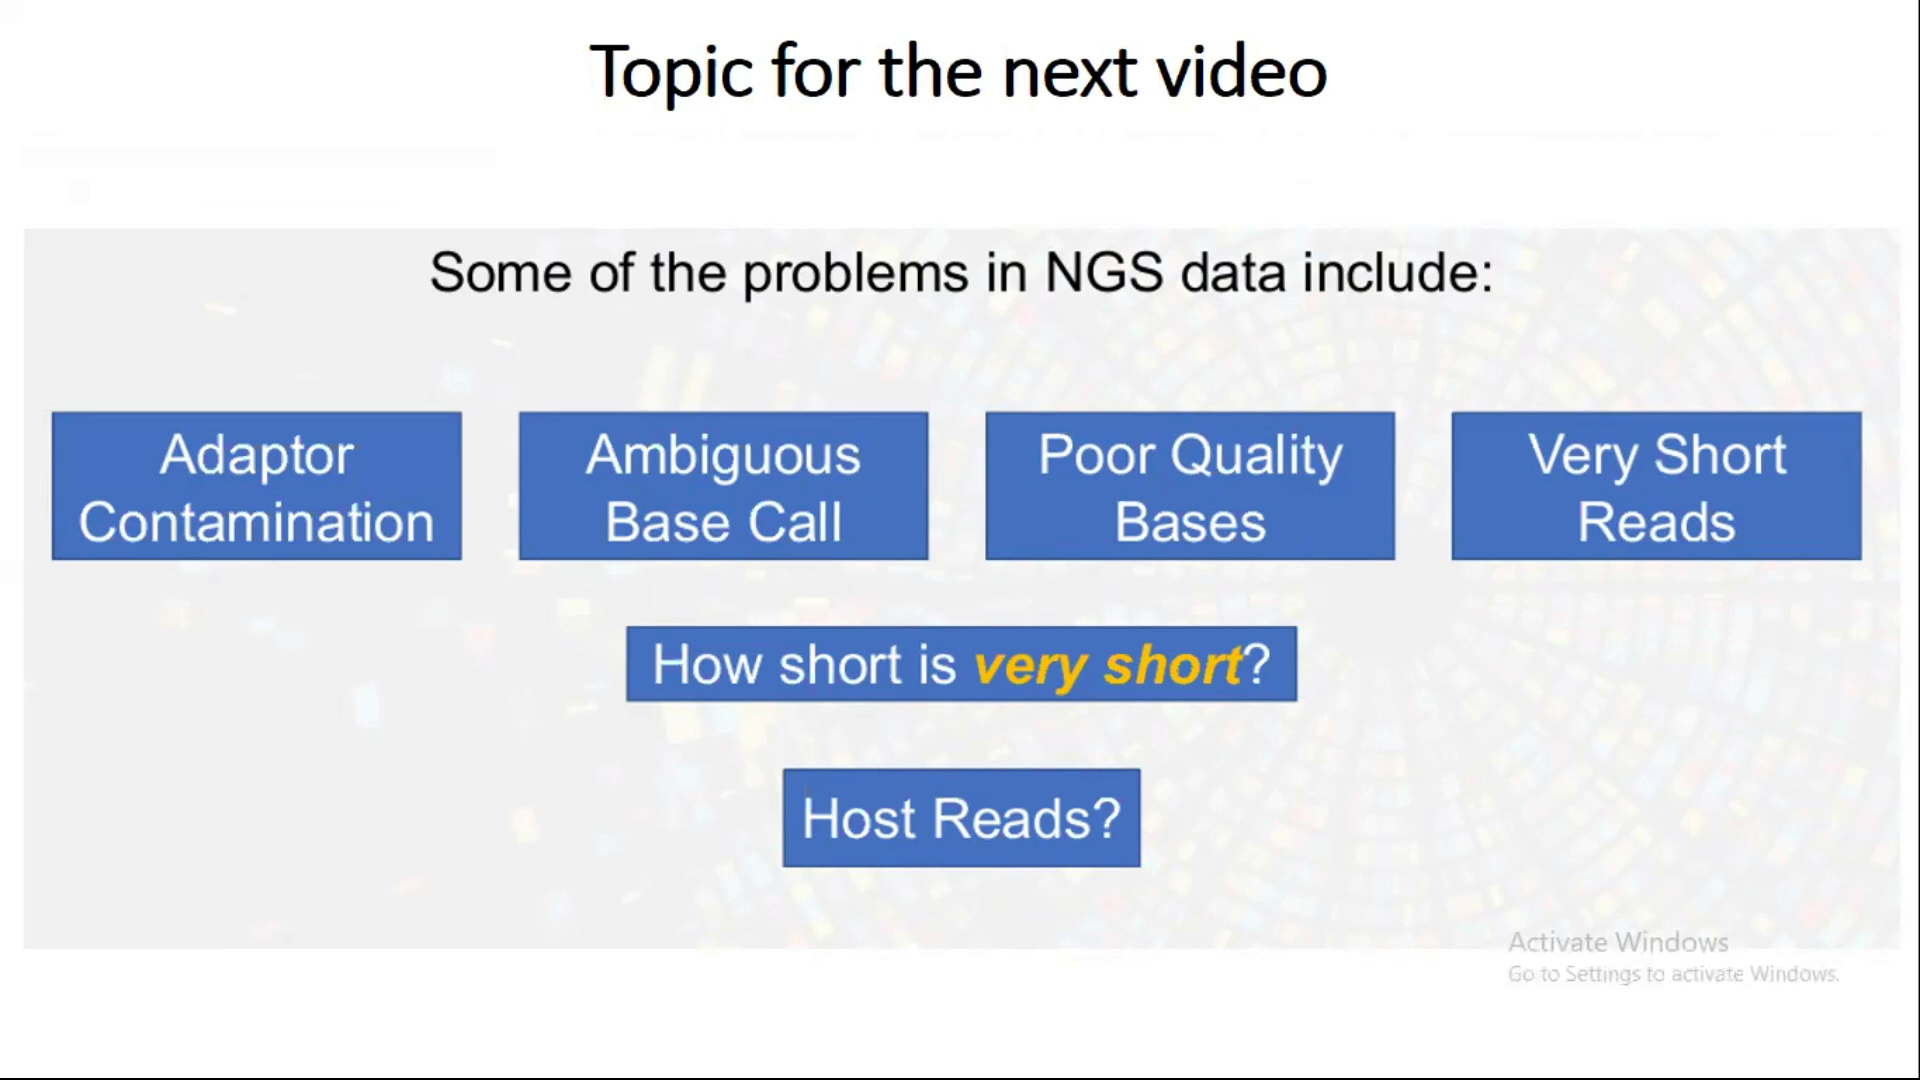 Topic for the next video
Some of the problems in NGS data include:
Adaptor
Contamination
Ambiguous
Base Call
Poor Quality
Bases
Very Short
Reads
How short is very short?
Host Reads?
Activate Windows
Go to Settings to activate Windows.